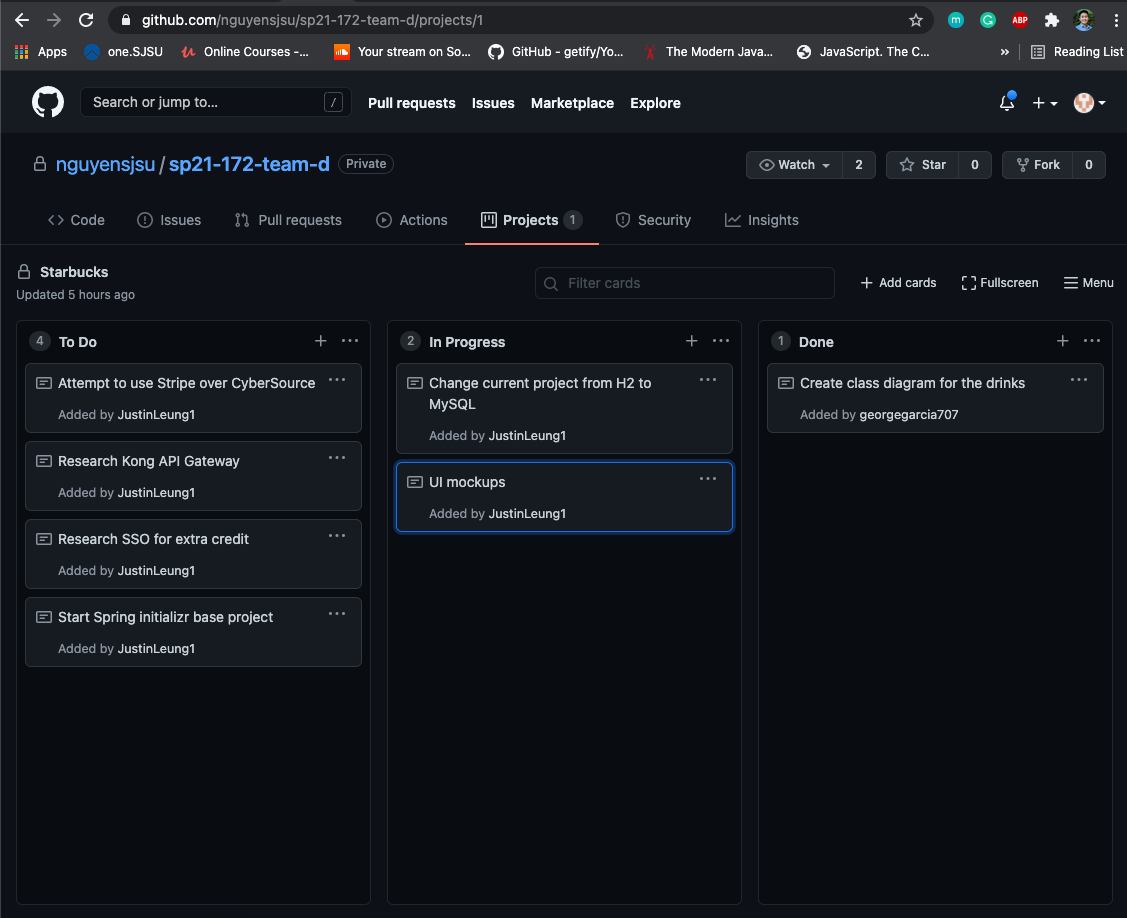 github.com/nguyensjsu/sp21-172-team-d/projects/1
m G ABP
Apps one.SJSU Online Courses -... Your stream on So... GitHub - getify/Yo... The Modern Java... JavaScript. The C... » Reading List
Search or jump to... / Pull requests Issues Marketplace Explore
nguyensjsu / sp21-172-team-d Private Watch 2 Star 0 Fork 0
Code Issues Pull requests Actions Projects 1 Security Insights
Starbucks
Updated 5 hours ago
Filter cards Add cards Fullscreen Menu
4 To Do
Attempt to use Stripe over CyberSource
Added by JustinLeung1
Research Kong API Gateway
Added by JustinLeung1
Research SSO for extra credit
Added by JustinLeung1
Start Spring initializr base project
Added by JustinLeung1
2 In Progress
Change current project from H2 to
MySQL
Added by JustinLeung1
UI mockups
Added by JustinLeung1
1 Done
Create class diagram for the drinks
Added by georgegarcia707